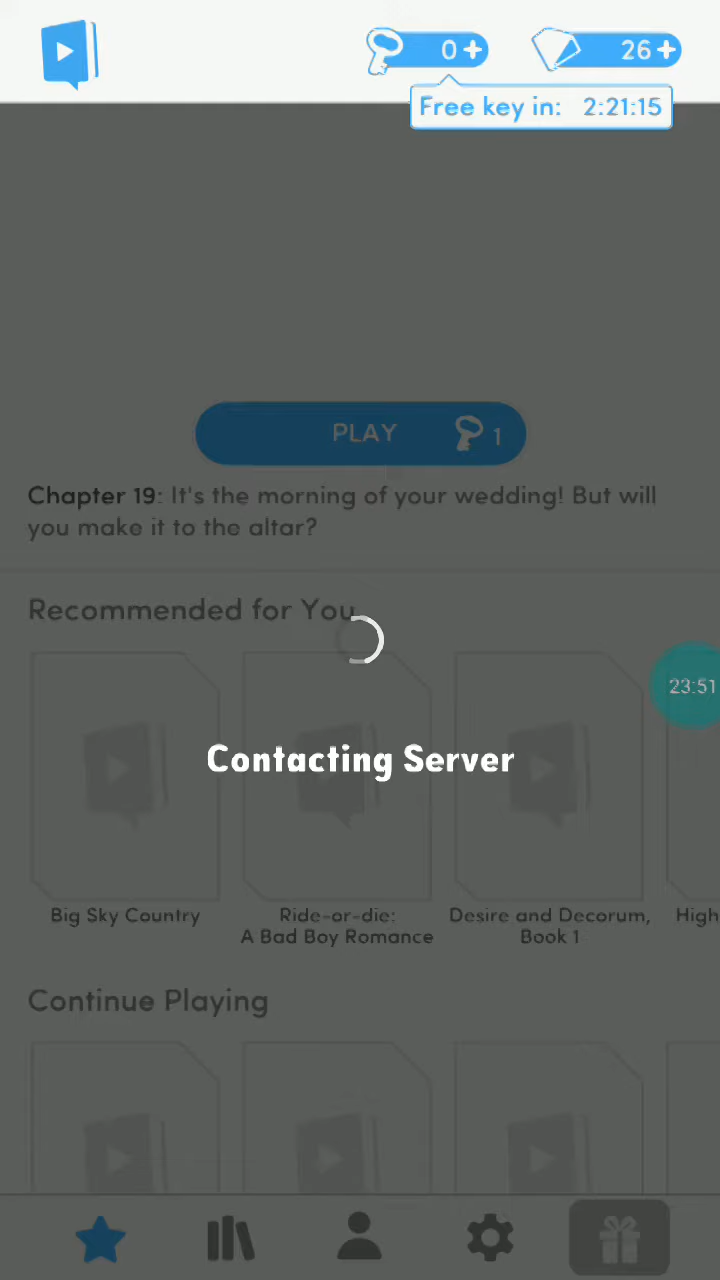 0+
26+
Free key in: 2:21:15
PLAY 1
Chapter 19: It's the morning of your wedding! But will
you make it to the altar?
Recommended for You
23:51
Contacting Server
Big Sky Country
Ride-or-die:
A Bad Boy Romance
Desire and Decorum,
Book 1
High
Continue Playing